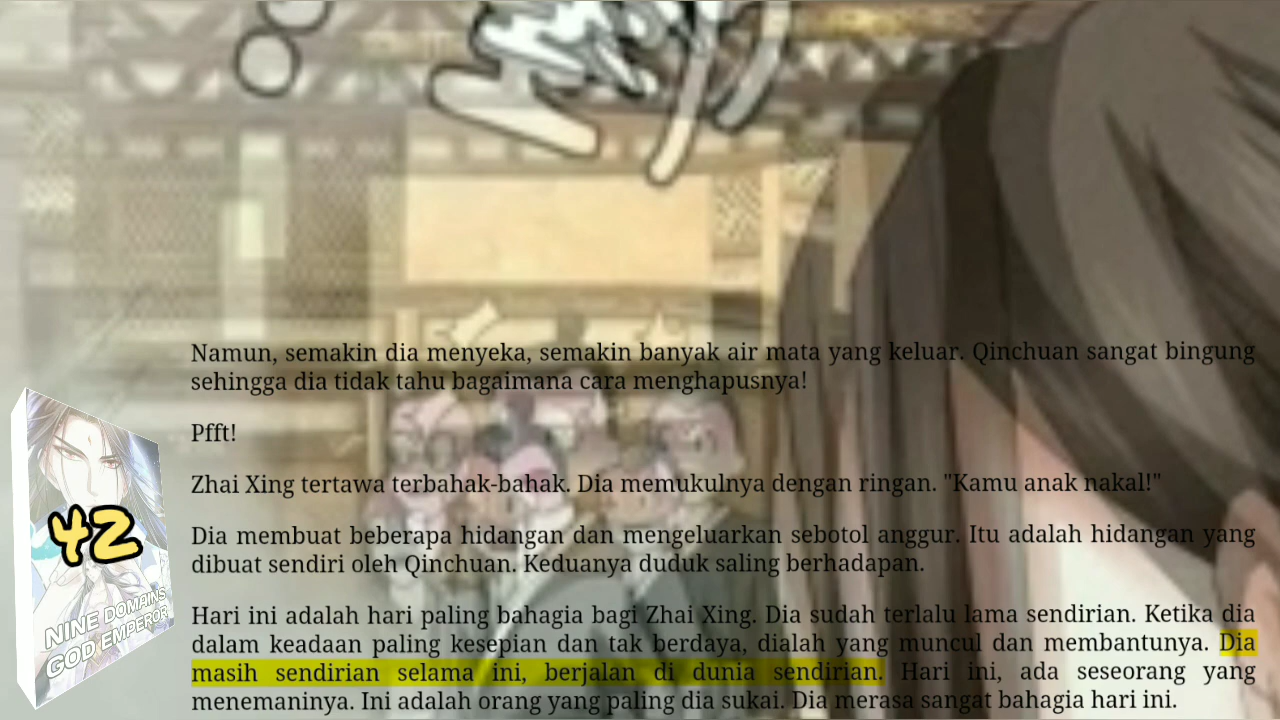 Namun, semakin dia menyeka, semakin banyak air mata yang keluar. Qinchuan sangat bingung
sehingga dia tidak tahu bagaimana cara menghapusnya!
Pfft!
Zhai Xing tertawa terbahak-bahak. Dia memukulnya dengan ringan. "Kamu anak nakal!"
Dia membuat beberapa hidangan dan mengeluarkan sebotol anggur. Itu adalah hidangan yang
dibuat sendiri oleh Qinchuan. Keduanya duduk saling berhadapan.
Hari ini adalah hari paling bahagia bagi Zhai Xing. Dia sudah terlalu lama sendirian. Ketika dia
dalam keadaan paling kesepian dan tak berdaya, dialah yang muncul dan membantunya. Dia
masih sendirian selama ini, berjalan di dunia sendirian. Hari ini, ada seseorang yang
menemaninya. Ini adalah orang yang paling dia sukai. Dia merasa sangat bahagia hari ini.
42
NINE DOMAINS
GOD EMPEROR